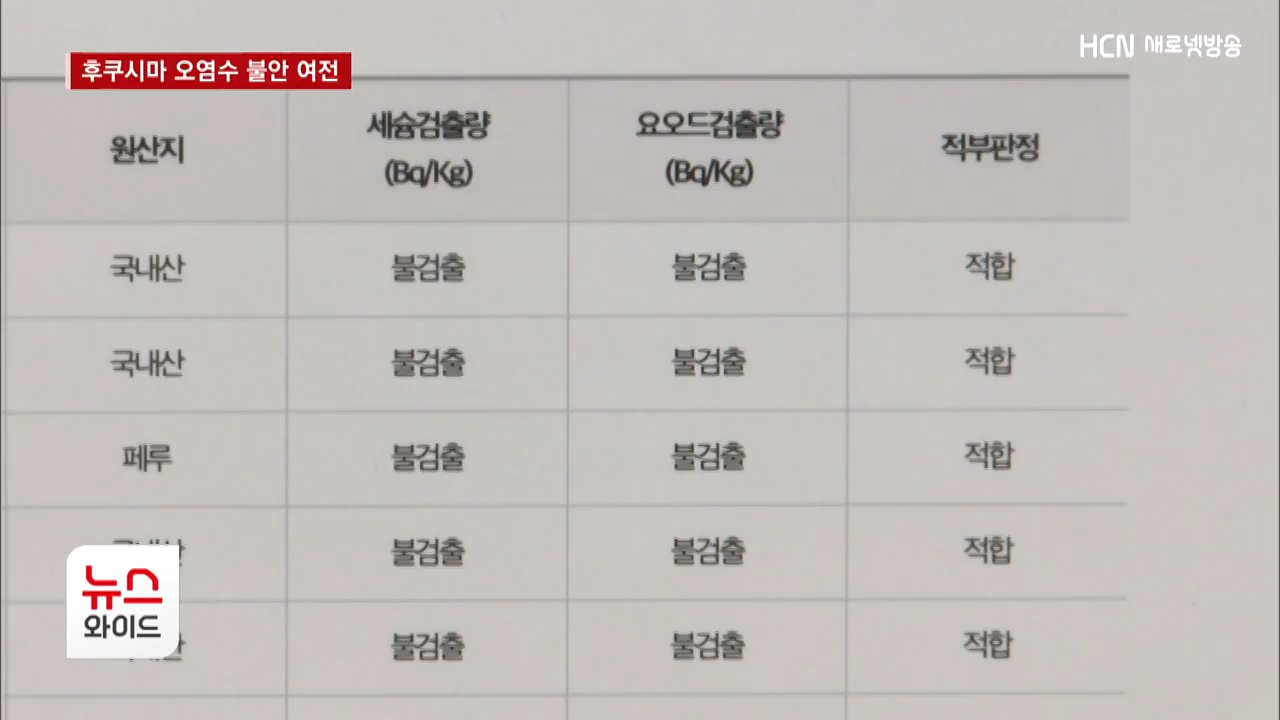 HCN 새로넷방송
후쿠시마 오염수 불안 여전
원산지 세슘검출량 (Bq/Kg) 요오드검출량 (Bq/Kg) 적부판정
국내산 불검출 불검출 적합
국내산 불검출 불검출 적합
페루 불검출 불검출 적합
불검출 불검출 적합
불검출 불검출 적합
뉴스
와이드